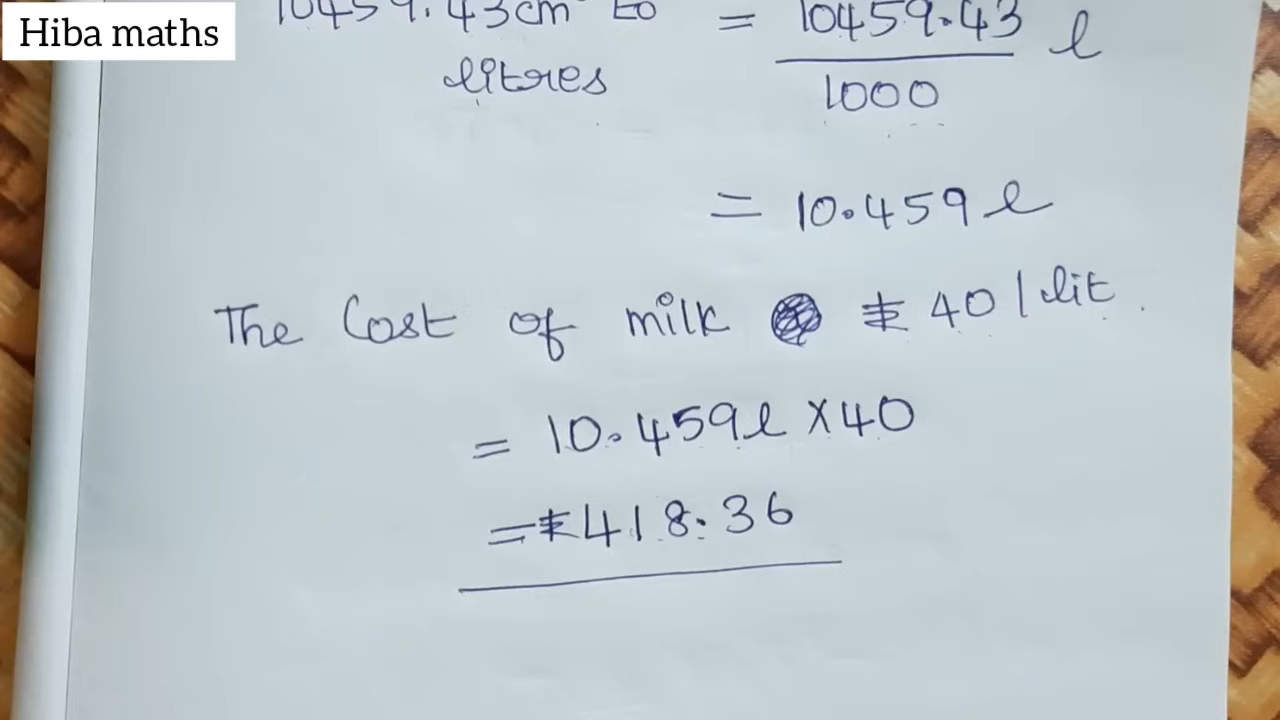 Hiba maths
10459.43cm³ to = 10459.43 l
litres 1000
= 10.459 l
The Cost of milk ₹ 40 / lit.
= 10.459 l × 40
= ₹ 418.36